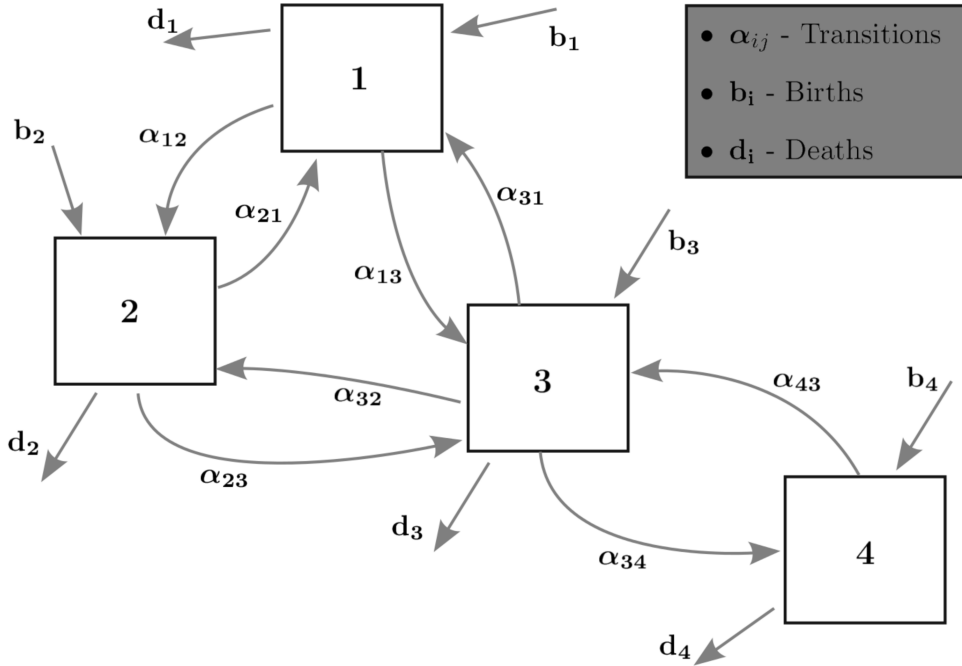 d₁
b₁
1
• αᵢⱼ - Transitions
• bᵢ - Births
• dᵢ - Deaths
b₂
α₁₂
α₂₁
α₃₁
α₁₃
b₃
2
3
α₃₂
α₄₃
b₄
d₂
α₂₃
d₃
α₃₄
4
d₄